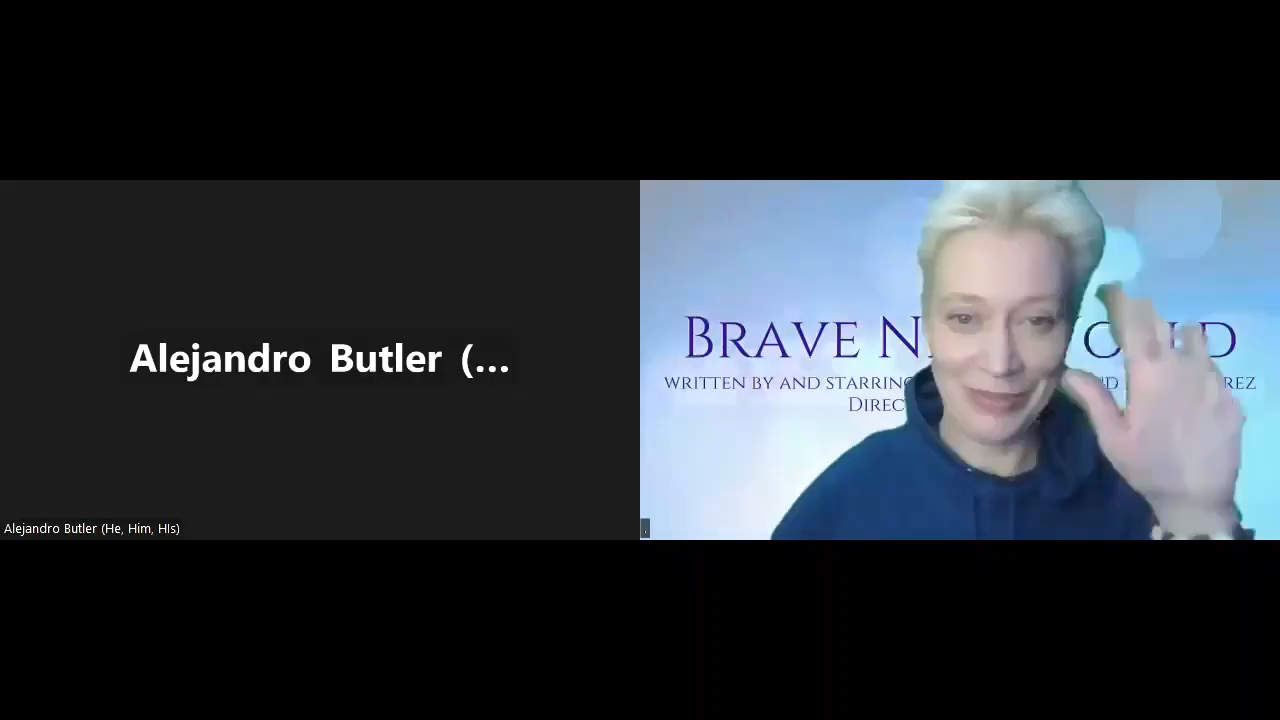 Alejandro Butler (...
Alejandro Butler (He, Him, HIs)
BRAVE N
WRITTEN BY AND STARRING
DIREC